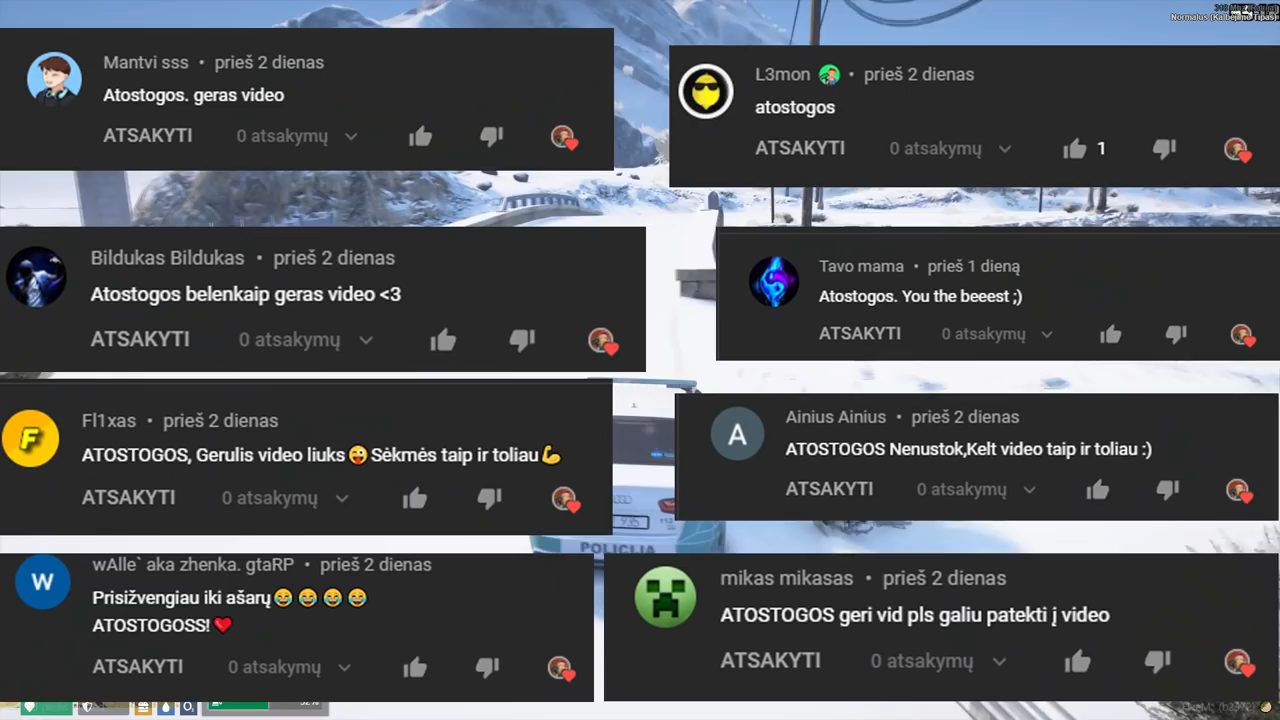 Normalus (Kalbėjimo Tipas)
Mantvi sss • prieš 2 dienas
Atostogos. geras video
ATSAKYTI 0 atsakymų
L3mon • prieš 2 dienas
atostogos
ATSAKYTI 0 atsakymų 1
Bildukas Bildukas • prieš 2 dienas
Atostogos belenkaip geras video <3
ATSAKYTI 0 atsakymų
Tavo mama • prieš 1 dieną
Atostogos. You the beeest ;)
ATSAKYTI 0 atsakymų
Fl1xas • prieš 2 dienas
ATOSTOGOS, Gerulis video liuks😜 Sėkmės taip ir toliau💪
ATSAKYTI 0 atsakymų
Ainius Ainius • prieš 2 dienas
ATOSTOGOS Nenustok,Kelt video taip ir toliau :)
ATSAKYTI 0 atsakymų
POLICIJA
wAlle` aka zhenka. gtaRP • prieš 2 dienas
Prisižvengiau iki ašarų😂 😂 😂 😂
ATOSTOGOSS! ❤️
ATSAKYTI 0 atsakymų
mikas mikasas • prieš 2 dienas
ATOSTOGOS geri vid pls galiu patekti į video
ATSAKYTI 0 atsakymų